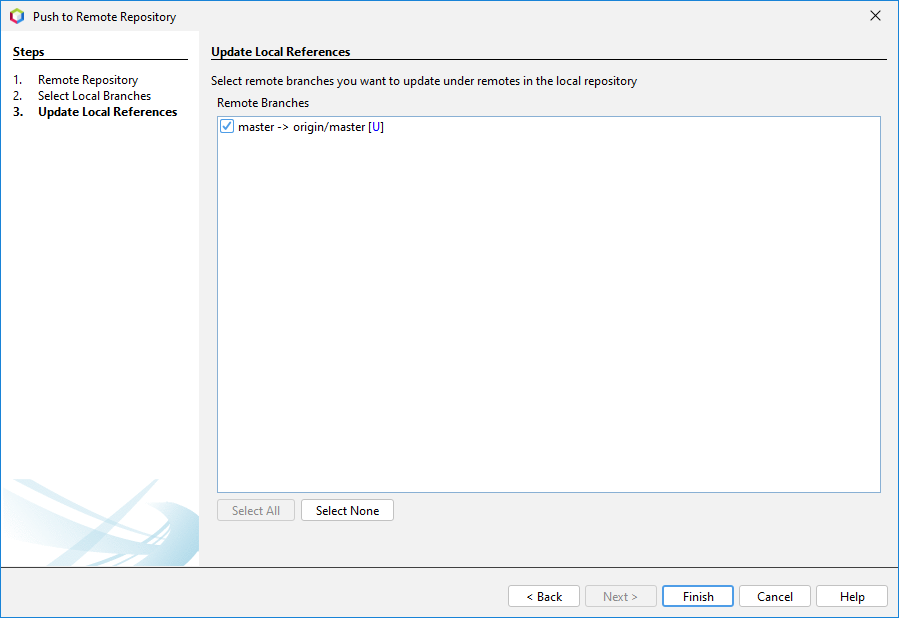 Push to Remote Repository
Steps
1. Remote Repository
2. Select Local Branches
3. Update Local References
Update Local References
Select remote branches you want to update under remotes in the local repository
Remote Branches
master -> origin/master [U]
Select All
Select None
< Back
Next >
Finish
Cancel
Help